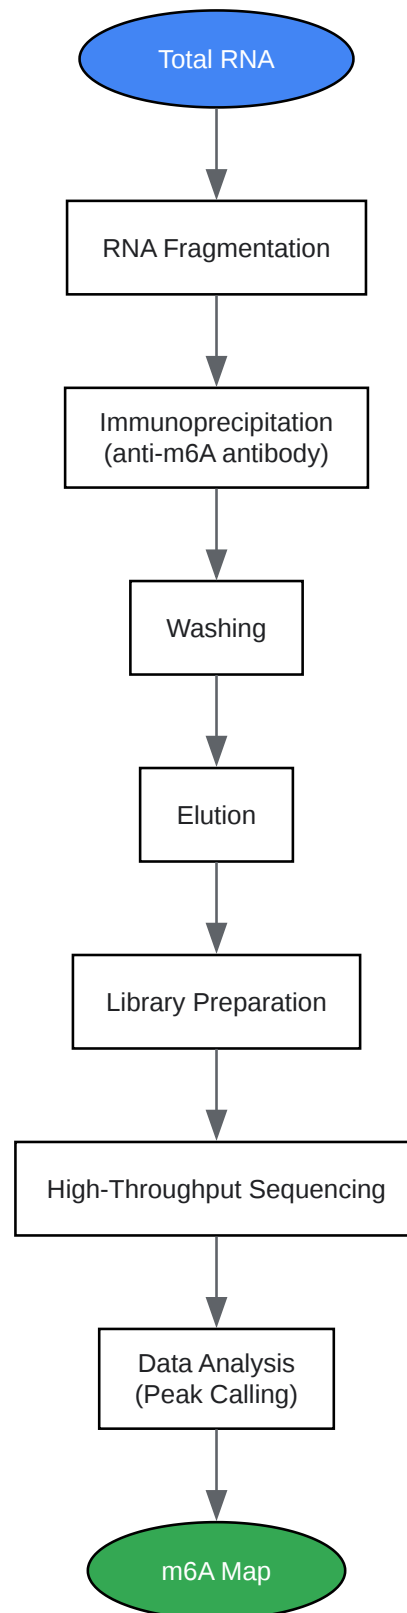 Total RNA
RNA Fragmentation
Immunoprecipitation
(anti-m6A antibody)
Washing
Elution
Library Preparation
High-Throughput Sequencing
Data Analysis
(Peak Calling)
m6A Map